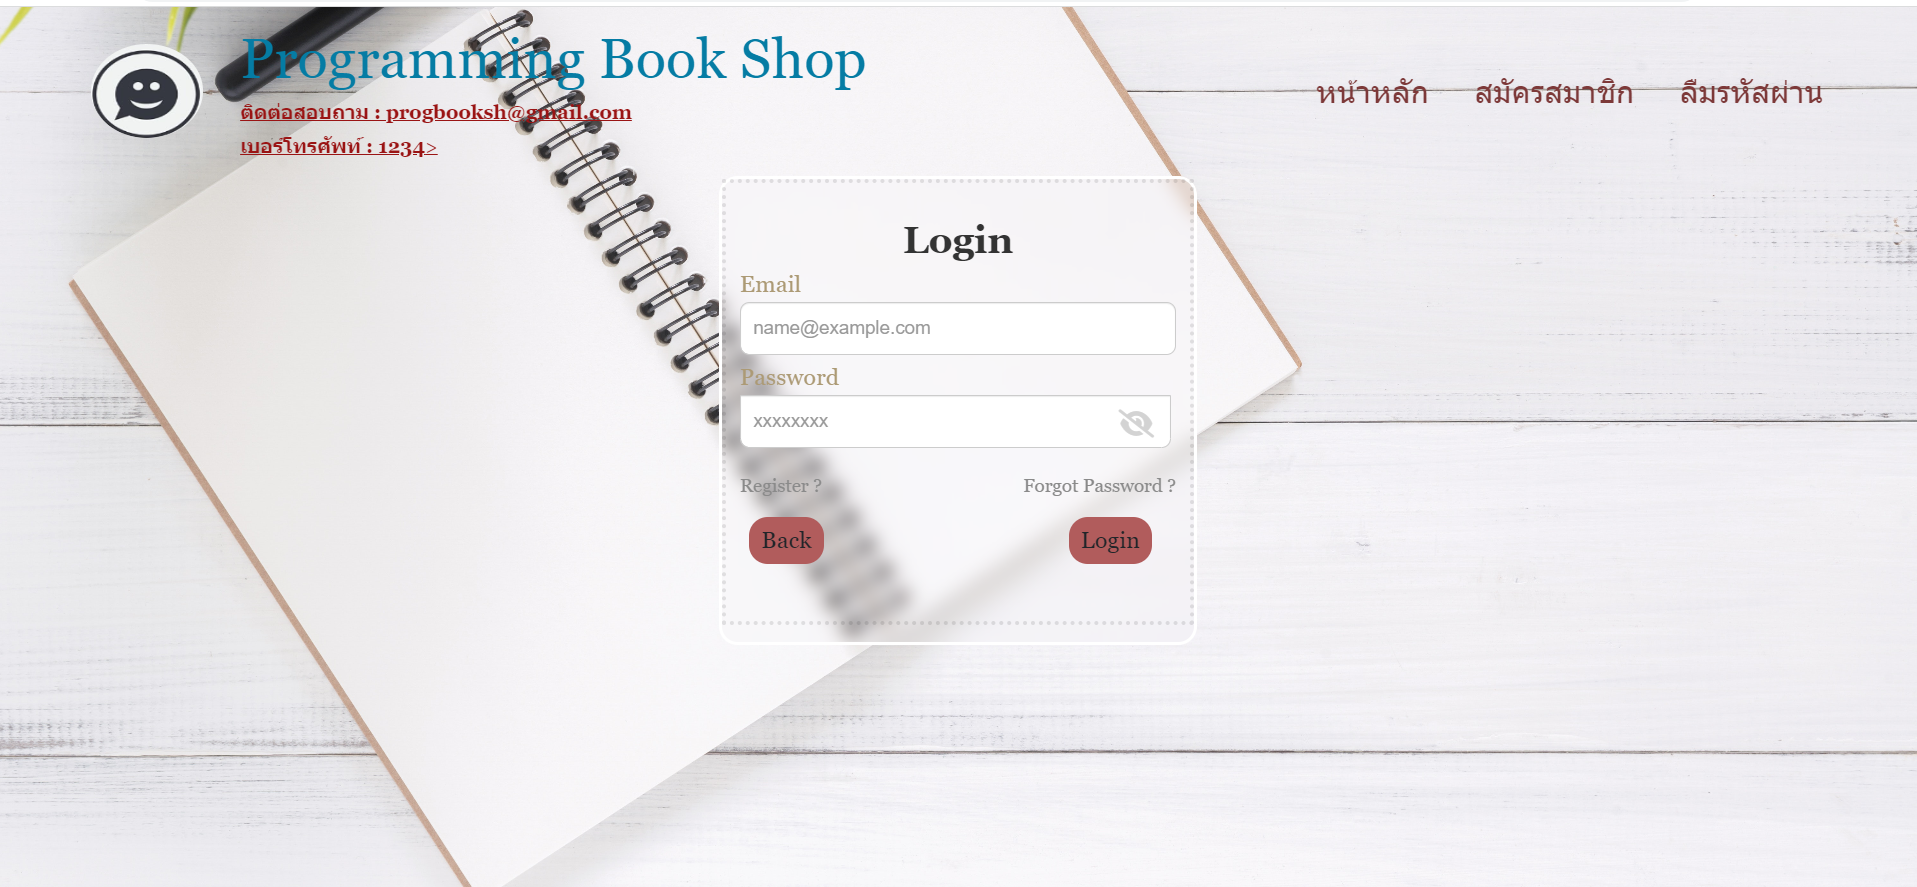 Programming Book Shop
ติดต่อสอบถาม : progbooksh@gmail.com
เบอร์โทรศัพท์ : 1234>
หน้าหลัก สมัครสมาชิก ลืมรหัสผ่าน
Login
Email
name@example.com
Password
xxxxxxxx
Register ? Forgot Password ?
Back Login